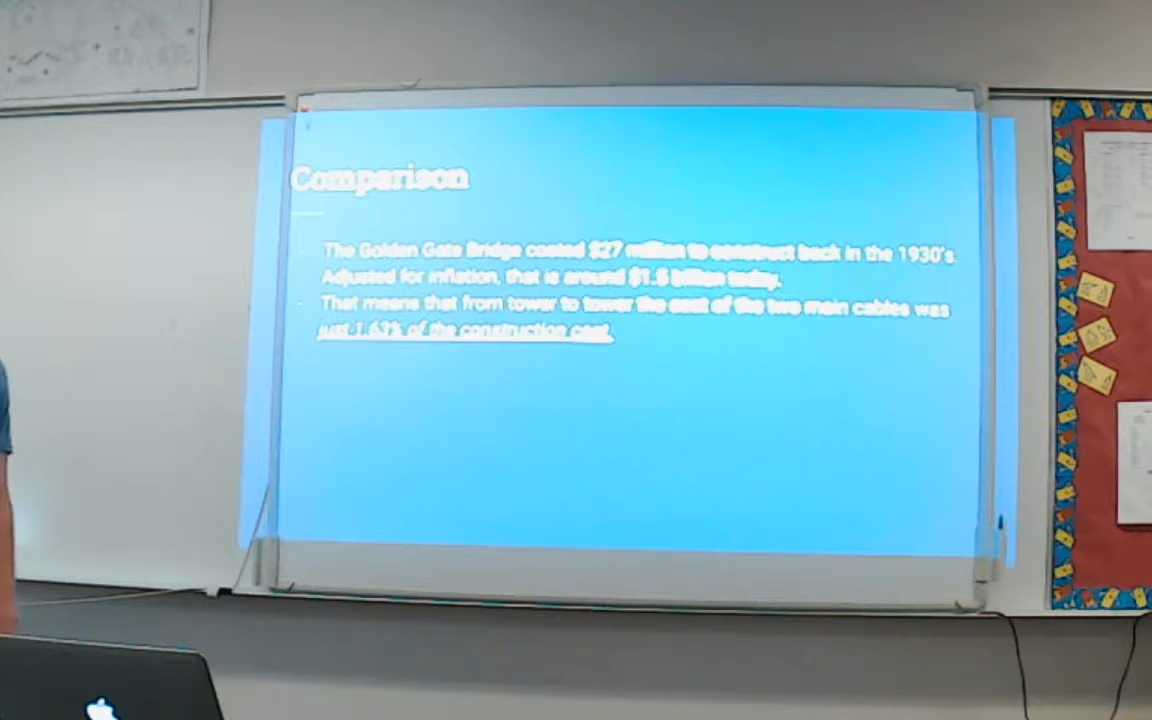 Comparison
The Golden Gate Bridge costed $27 million to construct back in the 1930's.
Adjusted for inflation, that is around $1.5 billion today.
That means that from tower to tower the cost of the two main cables was
just 1.63% of the construction cost.